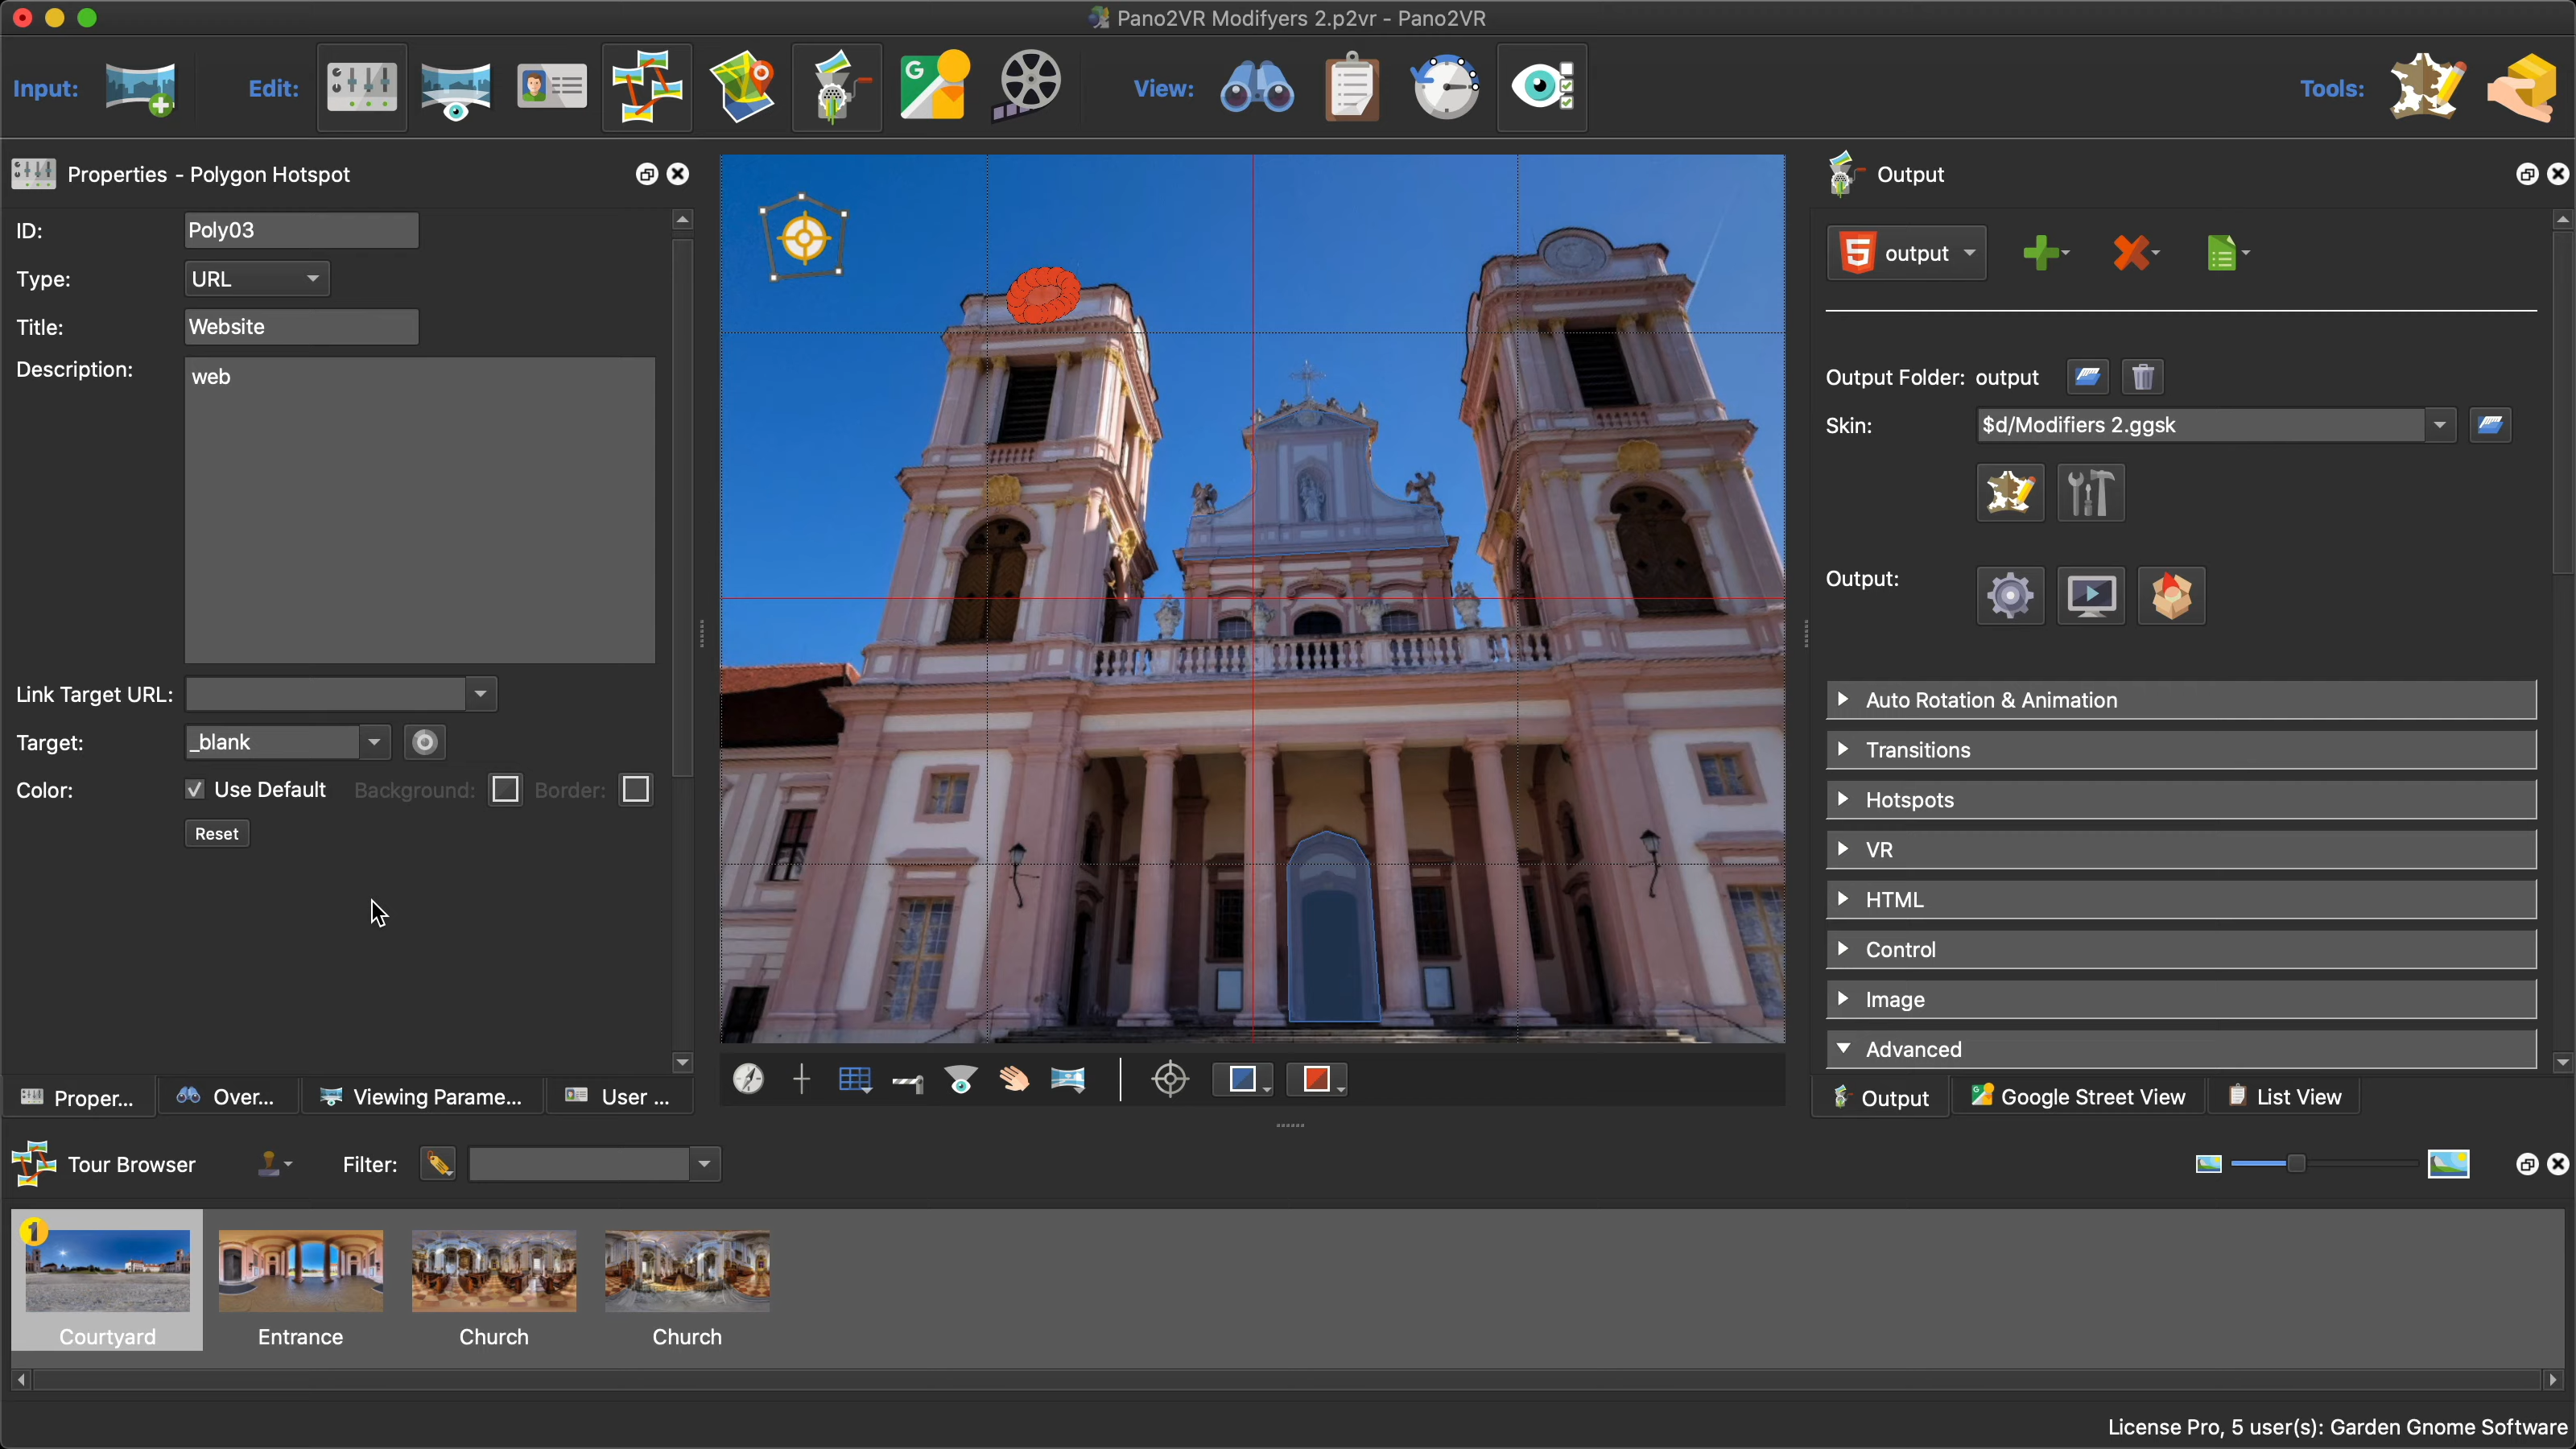 Pano2VR Modifyers 2.p2vr - Pano2VR
Input:
Edit:
View:
Tools:
Properties - Polygon Hotspot
ID:
Poly03
Type:
URL
Title:
Website
Description:
web
Link Target URL:
Target:
_blank
Color:
Use Default
Background:
Border:
Reset
Proper...
Over...
Viewing Parame...
User ...
Output
5
output
Output Folder: output
Skin:
$d/Modifiers 2.ggsk
Output:
Auto Rotation & Animation
Transitions
Hotspots
VR
HTML
Control
Image
Advanced
Output
Google Street View
List View
Tour Browser
Filter:
1
Courtyard
Entrance
Church
Church
License Pro, 5 user(s): Garden Gnome Software